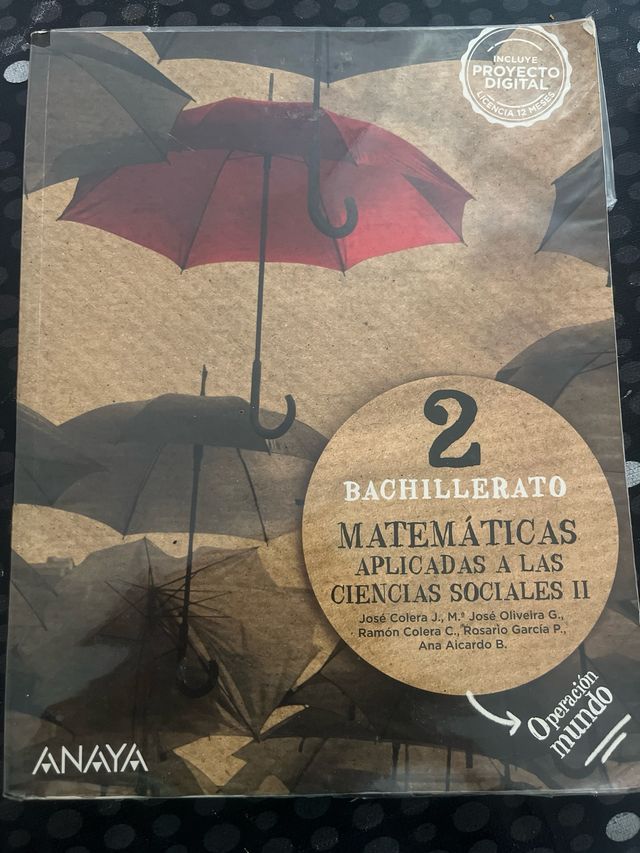 INCLUYE
PROYECTO
DIGITAL
LICENCIA 12 MESES
2
BACHILLERATO
MATEMÁTICAS
APLICADAS A LAS
CIENCIAS SOCIALES II
José Colera J., M.ª José Oliveira G.,
Ramón Colera C., Rosario García P.,
Ana Aicardo B.
Operación
mundo
ANAYA